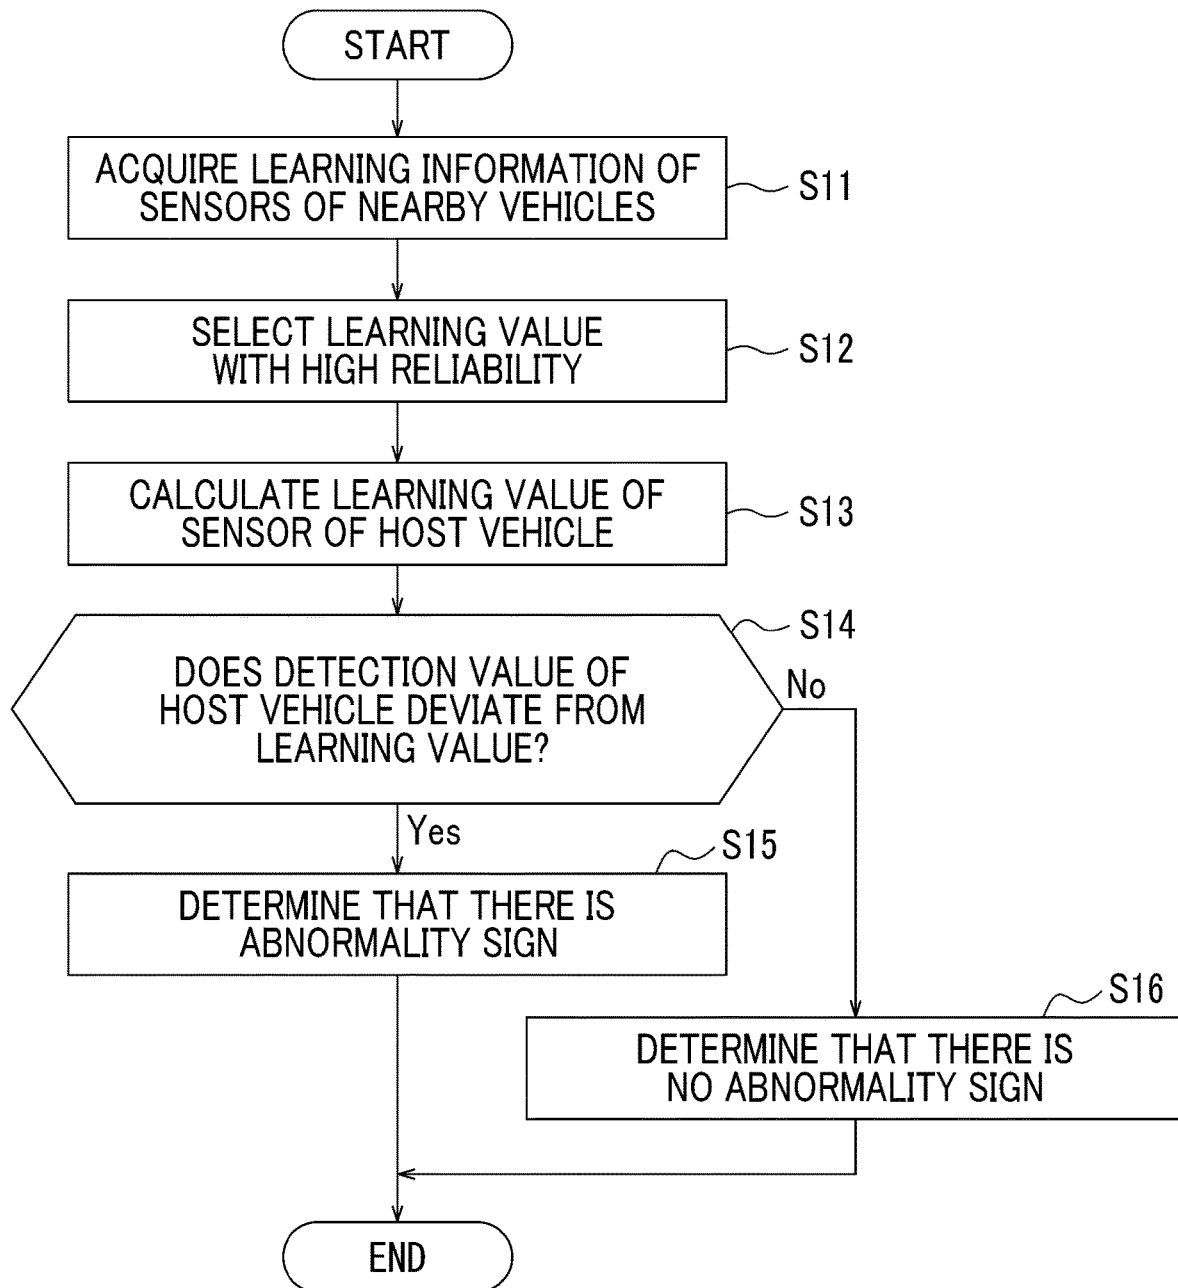 START
ACQUIRE LEARNING INFORMATION OF
SENSORS OF NEARBY VEHICLES
S11
SELECT LEARNING VALUE
WITH HIGH RELIABILITY
S12
CALCULATE LEARNING VALUE OF
SENSOR OF HOST VEHICLE
S13
S14
DOES DETECTION VALUE OF
HOST VEHICLE DEVIATE FROM
LEARNING VALUE?
No
Yes
S15
DETERMINE THAT THERE IS
ABNORMALITY SIGN
S16
DETERMINE THAT THERE IS
NO ABNORMALITY SIGN
END